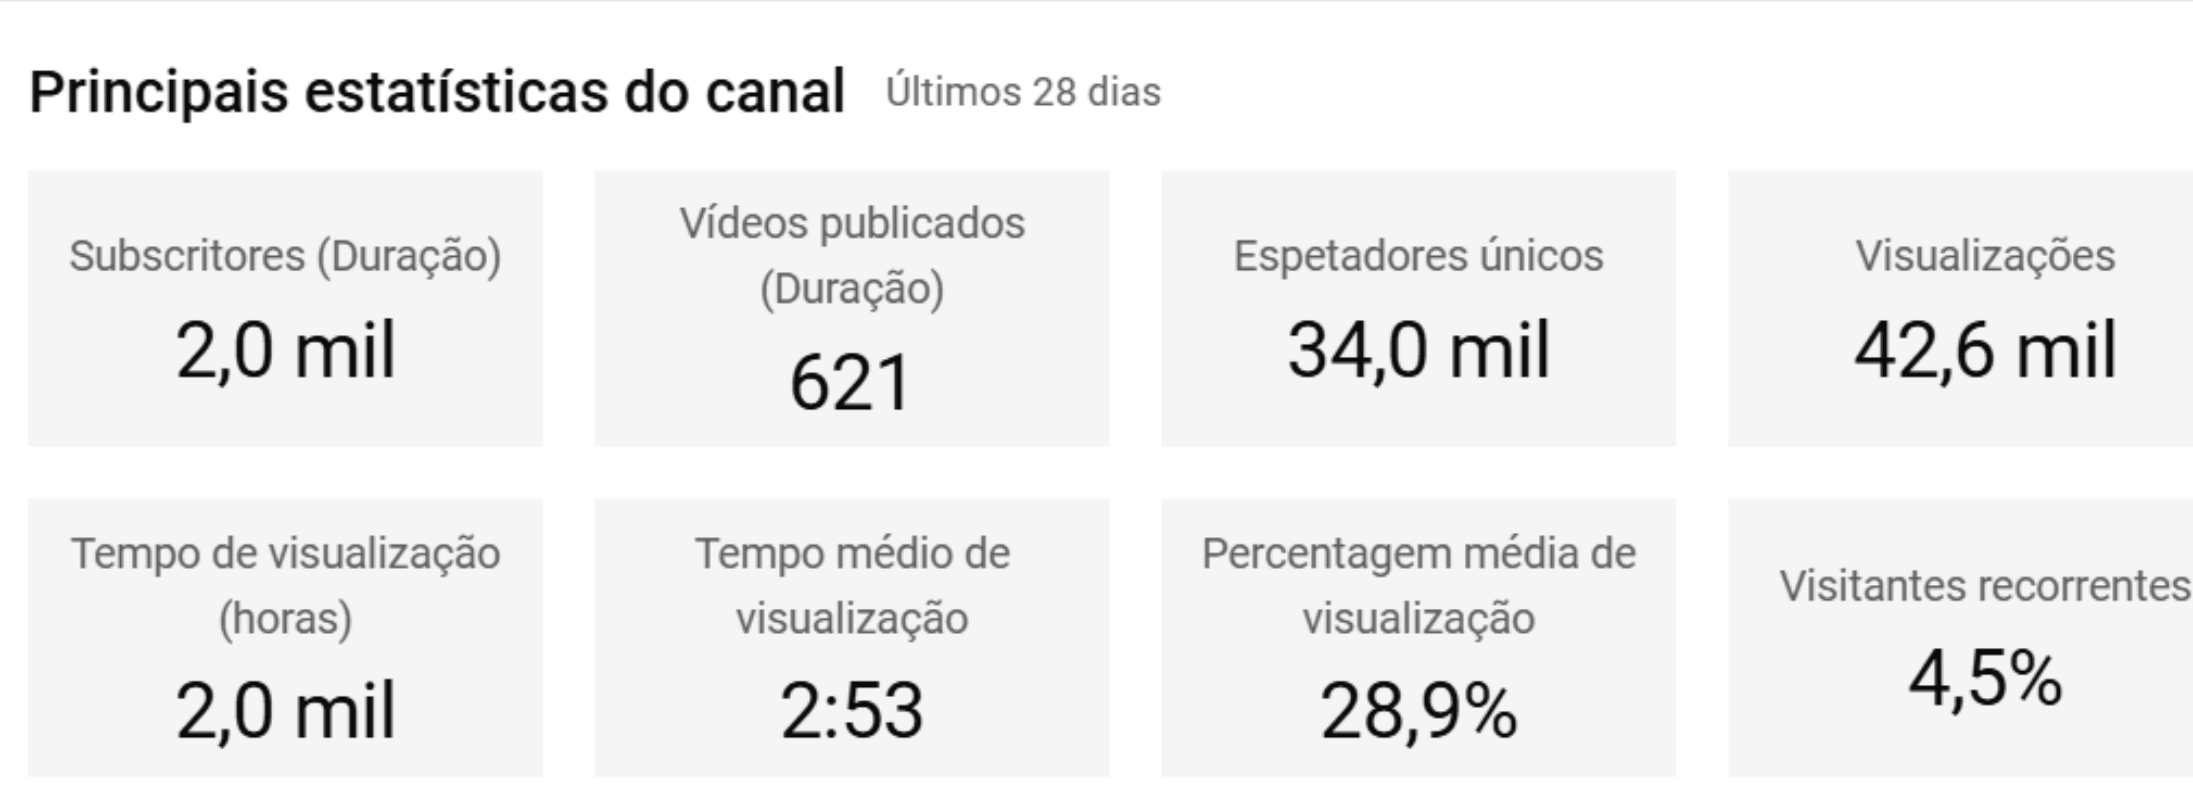 Principais estatísticas do canal Últimos 28 dias
Subscritores (Duração)
2,0 mil
Vídeos publicados
(Duração)
621
Espetadores únicos
34,0 mil
Visualizações
42,6 mil
Tempo de visualização
(horas)
2,0 mil
Tempo médio de
visualização
2:53
Percentagem média de
visualização
28,9%
Visitantes recorrentes
4,5%